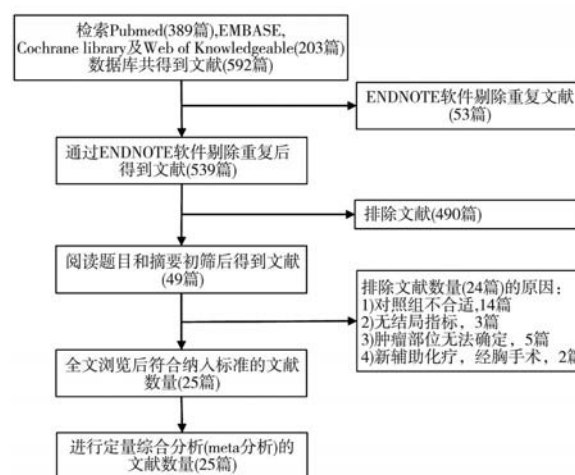 检索Pubmed(389篇),EMBASE,
Cochrane library及Web of Knowledgeable(203篇)
数据库共得到文献(592篇)
ENDNOTE软件剔除重复文献
(53篇)
通过ENDNOTE软件剔除重复后
得到文献(539篇)
排除文献(490篇)
阅读题目和摘要初筛后得到文献
(49篇)
排除文献数量(24篇)的原因：
1)对照组不合适,14篇
2)无结局指标，3篇
3)肿瘤部位无法确定，5篇
4)新辅助化疗，经胸手术，2篇
全文浏览后符合纳入标准的文献
数量(25篇)
进行定量综合分析(meta分析)的
文献数量(25篇)